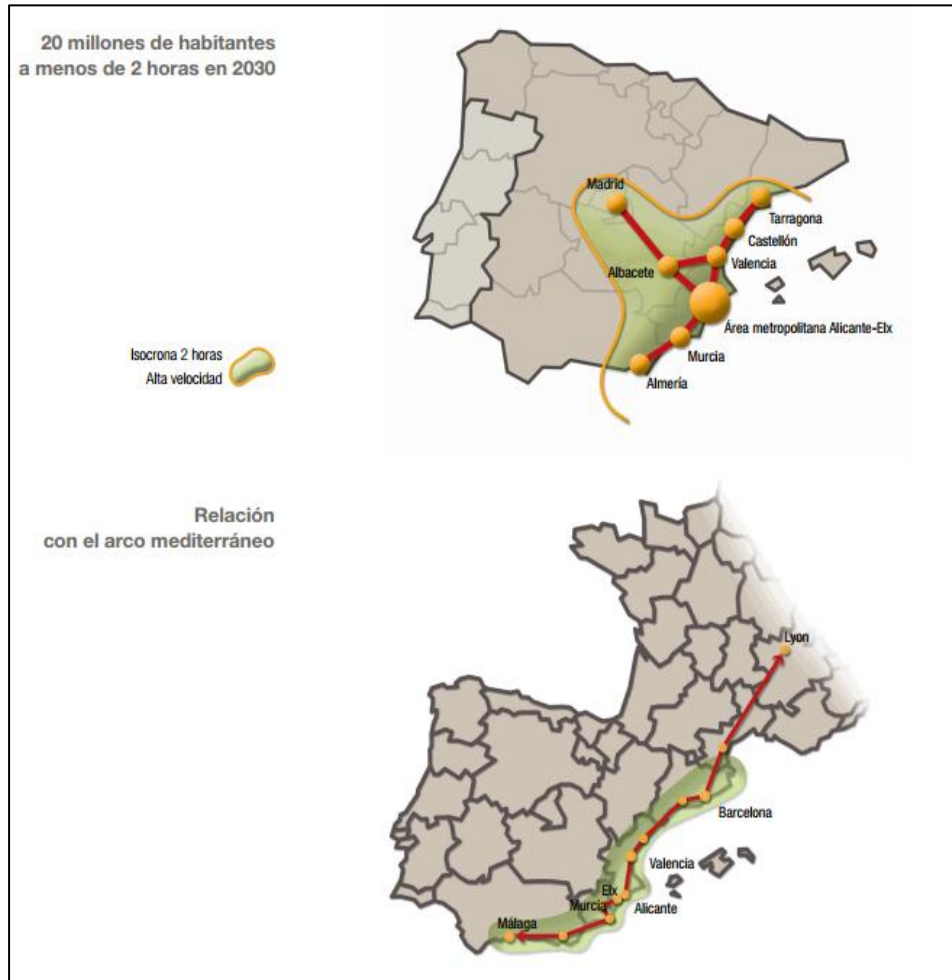 20 millones de habitantes
a menos de 2 horas en 2030
Madrid
Tarragona
Castellón
Valencia
Albacete
Área metropolitana Alicante-Elx
Murcia
Almería
Isocrona 2 horas
Alta velocidad
Relación
con el arco mediterráneo
Lyon
Barcelona
Valencia
Elx
Alicante
Murcia
Málaga